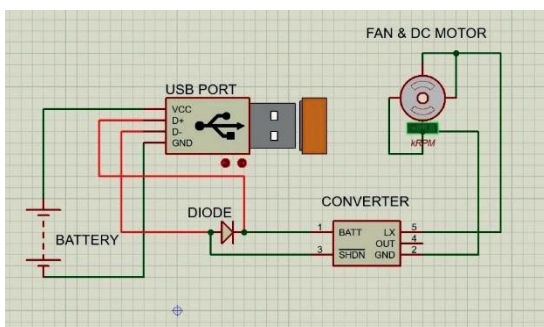 FAN & DC MOTOR
USB PORT
VCC
D+
D-
GND
kRPM
CONVERTER
DIODE
1 BATT LX 5
OUT 4
3 SHDN GND 2
BATTERY